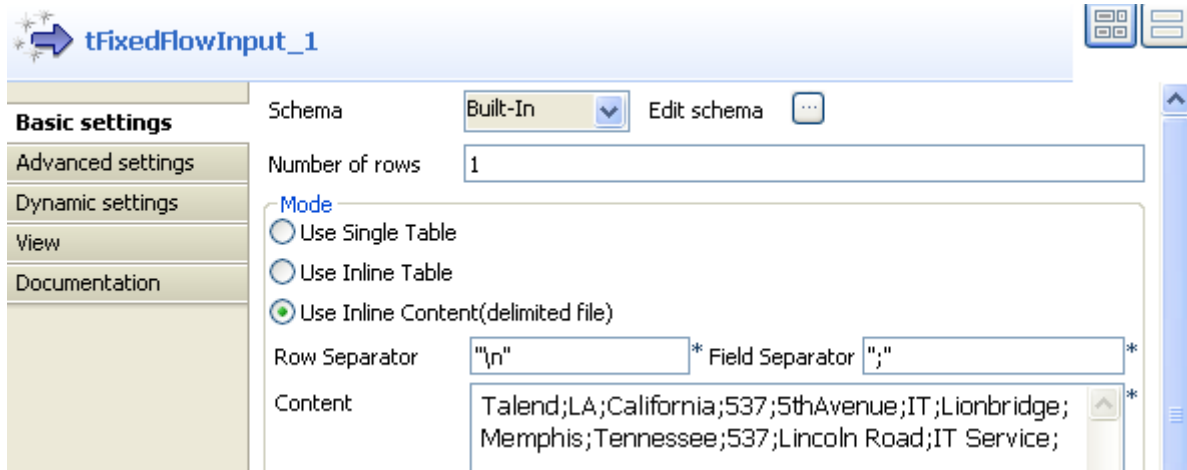 tFixedFlowInput_1
Basic settings
Advanced settings
Dynamic settings
View
Documentation
Schema Built-In Edit schema ...
Number of rows 1
Mode
Use Single Table
Use Inline Table
Use Inline Content(delimited file)
Row Separator "\n" * Field Separator ";" *
Content Talend;LA;California;537;5thAvenue;IT;Lionbridge; *
Memphis;Tennessee;537;Lincoln Road;IT Service;